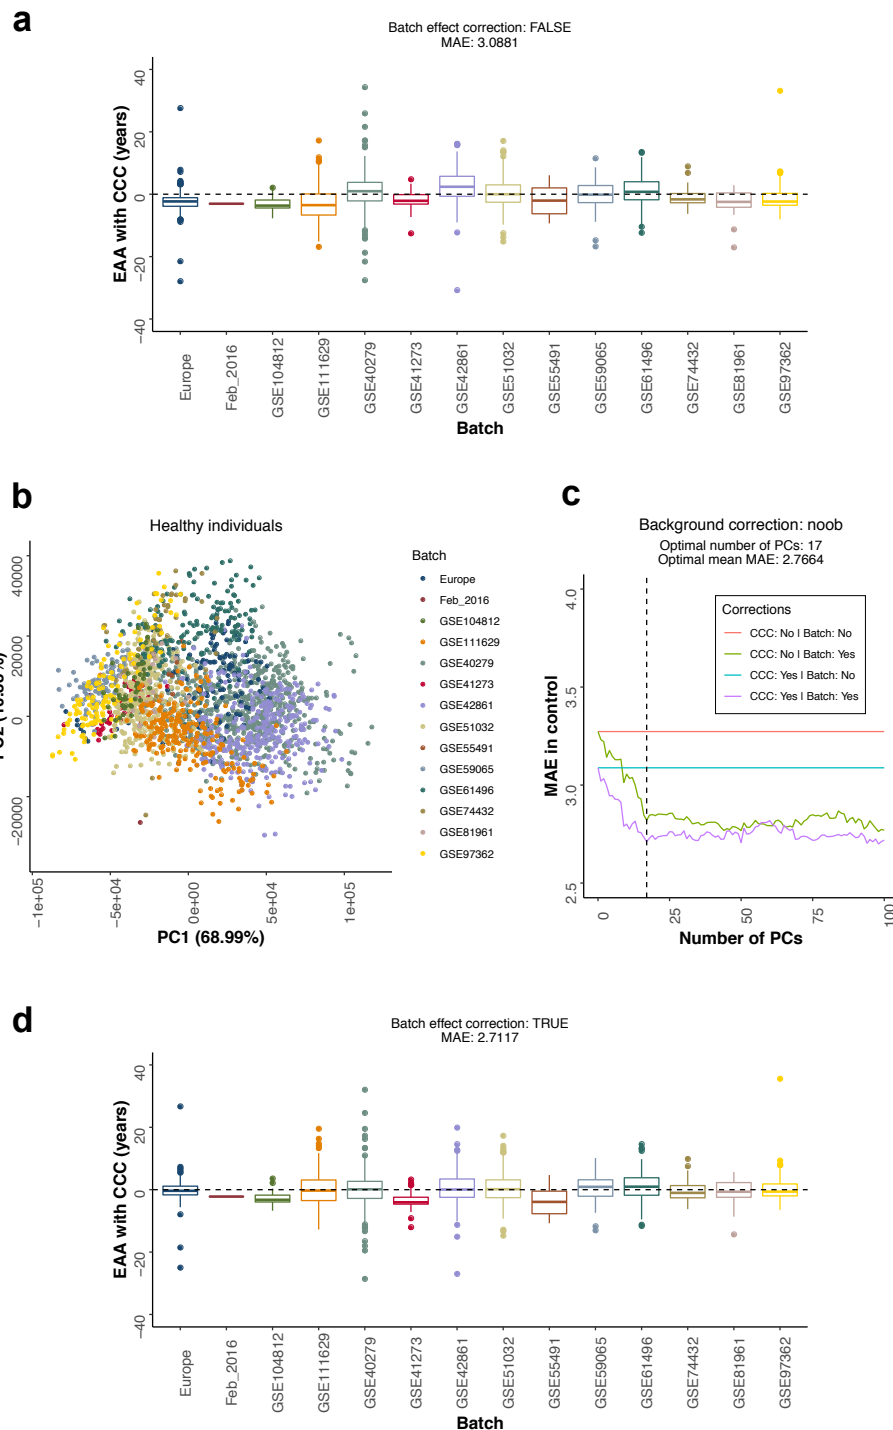 a
Batch effect correction: FALSE
MAE: 3.0881
EAA with CCC (years)
40
20
0
−20
−40
Europe
Feb_2016
GSE104812
GSE111629
GSE40279
GSE41273
GSE42861
GSE51032
GSE55491
GSE59065
GSE61496
GSE74432
GSE81961
GSE97362
Batch
b
Healthy individuals
40000
20000
0
−20000
−1e+05
−5e+04
0e+00
5e+04
1e+05
PC1 (68.99%)
Batch
Europe
Feb_2016
GSE104812
GSE111629
GSE40279
GSE41273
GSE42861
GSE51032
GSE55491
GSE59065
GSE61496
GSE74432
GSE81961
GSE97362
c
Background correction: noob
Optimal number of PCs: 17
Optimal mean MAE: 2.7664
MAE in control
4.0
3.5
3.0
2.5
Corrections
CCC: No | Batch: No
CCC: No | Batch: Yes
CCC: Yes | Batch: No
CCC: Yes | Batch: Yes
0
25
50
75
100
Number of PCs
d
Batch effect correction: TRUE
MAE: 2.7117
EAA with CCC (years)
40
20
0
−20
−40
Europe
Feb_2016
GSE104812
GSE111629
GSE40279
GSE41273
GSE42861
GSE51032
GSE55491
GSE59065
GSE61496
GSE74432
GSE81961
GSE97362
Batch